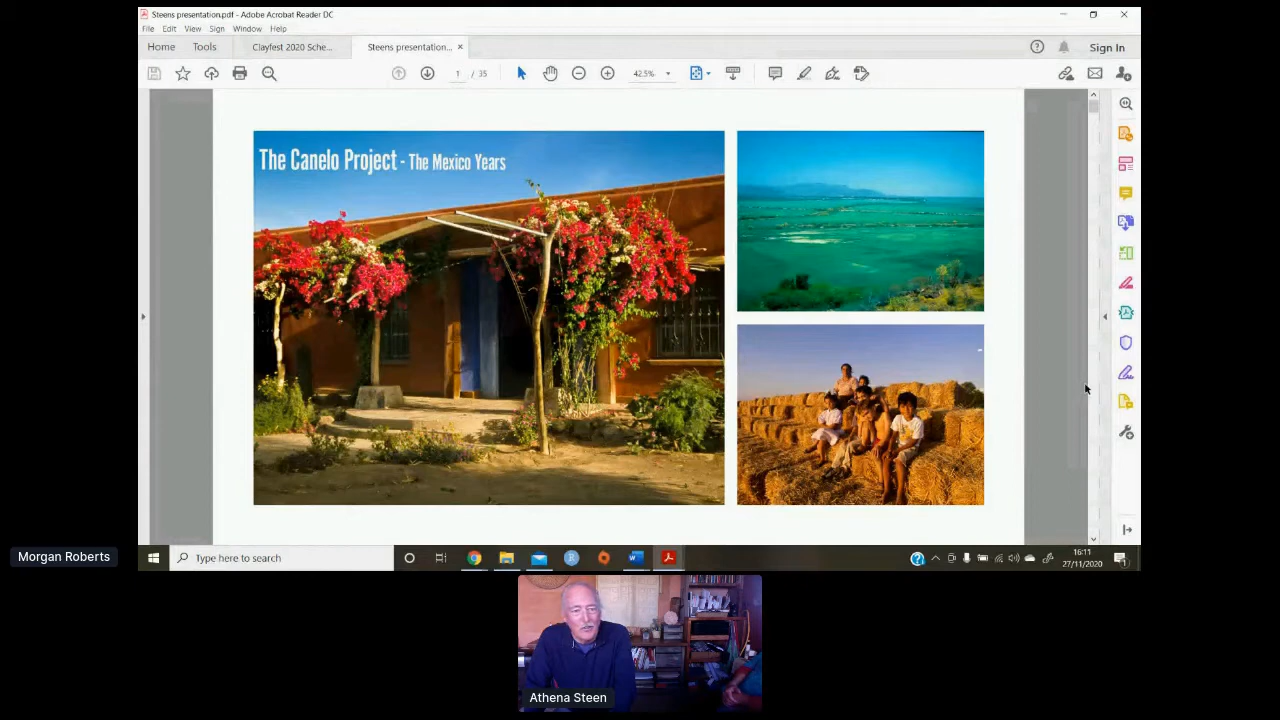 Steens presentation.pdf - Adobe Acrobat Reader DC
File Edit View Sign Window Help
Home Tools Clayfest 2020 Sche... Steens presentation... × Sign In
1 / 35 42.5%
The Canelo Project - The Mexico Years
Morgan Roberts
Type here to search
16:11
27/11/2020
Athena Steen